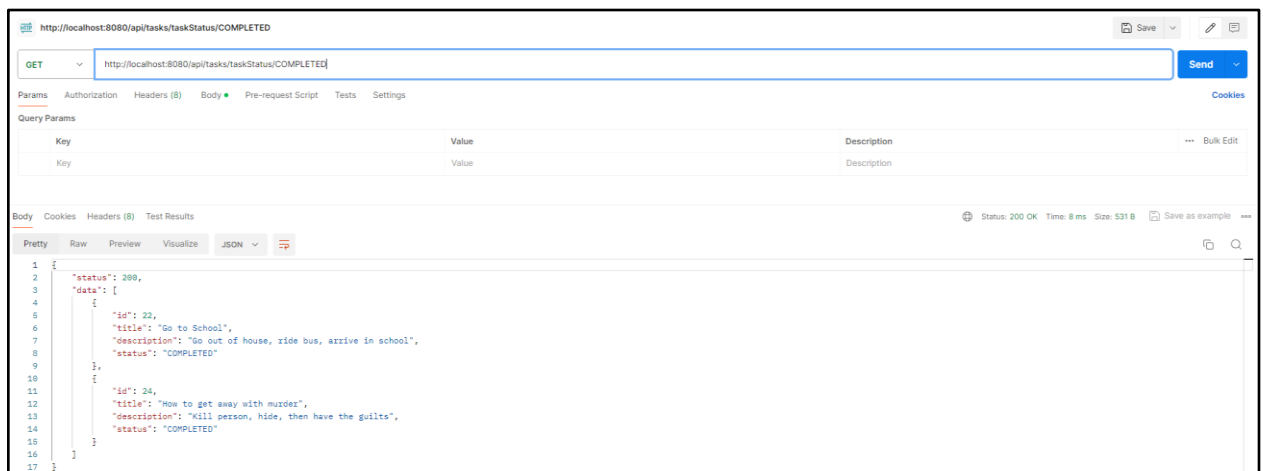 HTTP http://localhost:8080/api/tasks/taskStatus/COMPLETED Save
GET http://localhost:8080/api/tasks/taskStatus/COMPLETED Send
Params Authorization Headers (8) Body Pre-request Script Tests Settings Cookies
Query Params
Key Value Description Bulk Edit
Key Value Description
Body Cookies Headers (8) Test Results Status: 200 OK Time: 8 ms Size: 531 B Save as example
Pretty Raw Preview Visualize JSON
1 {
2 "status": 200,
3 "data": [
4 {
5 "id": 22,
6 "title": "Go to School",
7 "description": "Go out of house, ride bus, arrive in school",
8 "status": "COMPLETED"
9 },
10 {
11 "id": 24,
12 "title": "How to get away with murder",
13 "description": "Kill person, hide, then have the guilts",
14 "status": "COMPLETED"
15 }
16 ]
17 }